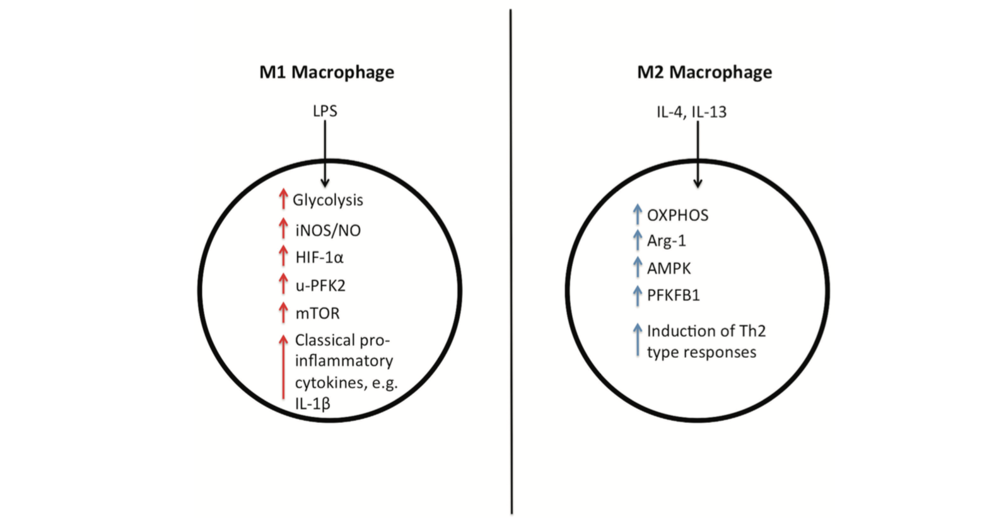 M1 Macrophage
LPS
Glycolysis
iNOS/NO
HIF-1α
u-PFK2
mTOR
Classical pro-
inflammatory
cytokines, e.g.
IL-1β
M2 Macrophage
IL-4, IL-13
OXPHOS
Arg-1
AMPK
PFKFB1
Induction of Th2
type responses